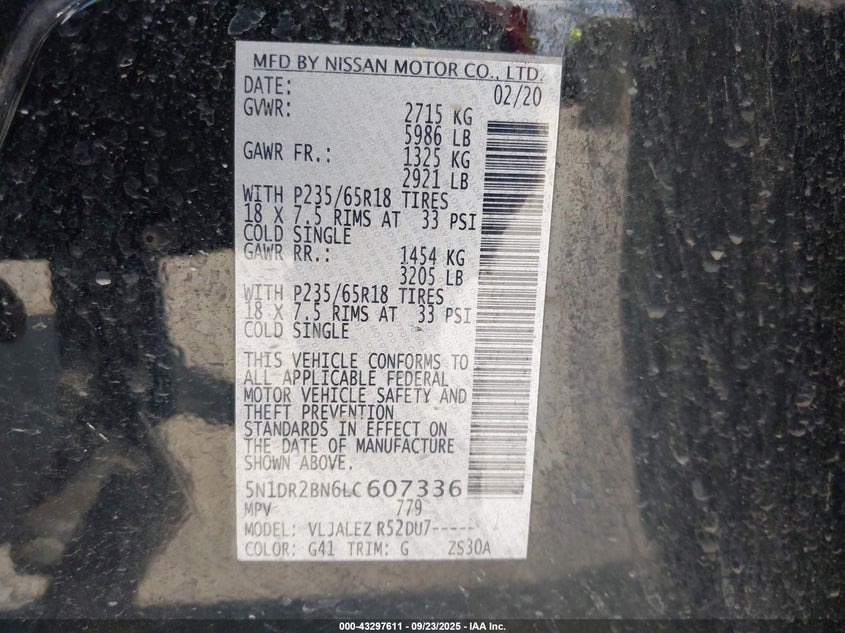 MFD BY NISSAN MOTOR CO., LTD.
DATE: 02/20
GVWR: 2715 KG
5986 LB
GAWR FR.: 1325 KG
2921 LB
WITH P235/65R18 TIRES
18 X 7.5 RIMS AT 33 PSI
COLD SINGLE
GAWR RR.: 1454 KG
3205 LB
WITH P235/65R18 TIRES
18 X 7.5 RIMS AT 33 PSI
COLD SINGLE
THIS VEHICLE CONFORMS TO
ALL APPLICABLE FEDERAL
MOTOR VEHICLE SAFETY AND
THEFT PREVENTION
STANDARDS IN EFFECT ON
THE DATE OF MANUFACTURE
SHOWN ABOVE.
5N1DR2BN6LC607336
MPV 779
MODEL: VLJALEZ R52DU7-----
COLOR: G41 TRIM: G ZS30A
000-43297611 - 09/23/2025 - IAA Inc.